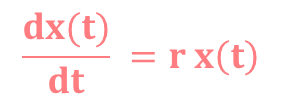 dx(t)
dt
= r x(t)